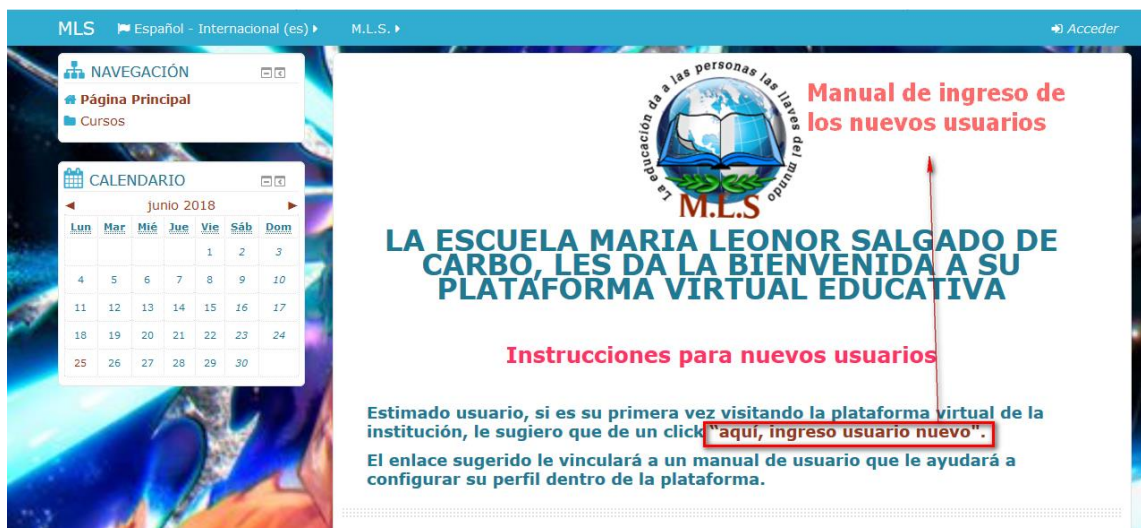 MLS Español - Internacional (es) M.L.S. Acceder
NAVEGACIÓN
Página Principal
Cursos
CALENDARIO
junio 2018
Lun Mar Mié Jue Vie Sáb Dom
1 2 3
4 5 6 7 8 9 10
11 12 13 14 15 16 17
18 19 20 21 22 23 24
25 26 27 28 29 30
La educación da a las personas las llaves del mundo
M.L.S
Manual de ingreso de
los nuevos usuarios
LA ESCUELA MARIA LEONOR SALGADO DE
CARBO, LES DA LA BIENVENIDA A SU
PLATAFORMA VIRTUAL EDUCATIVA
Instrucciones para nuevos usuarios
Estimado usuario, si es su primera vez visitando la plataforma virtual de la
institución, le sugiero que de un click "aquí, ingreso usuario nuevo".
El enlace sugerido le vinculará a un manual de usuario que le ayudará a
configurar su perfil dentro de la plataforma.